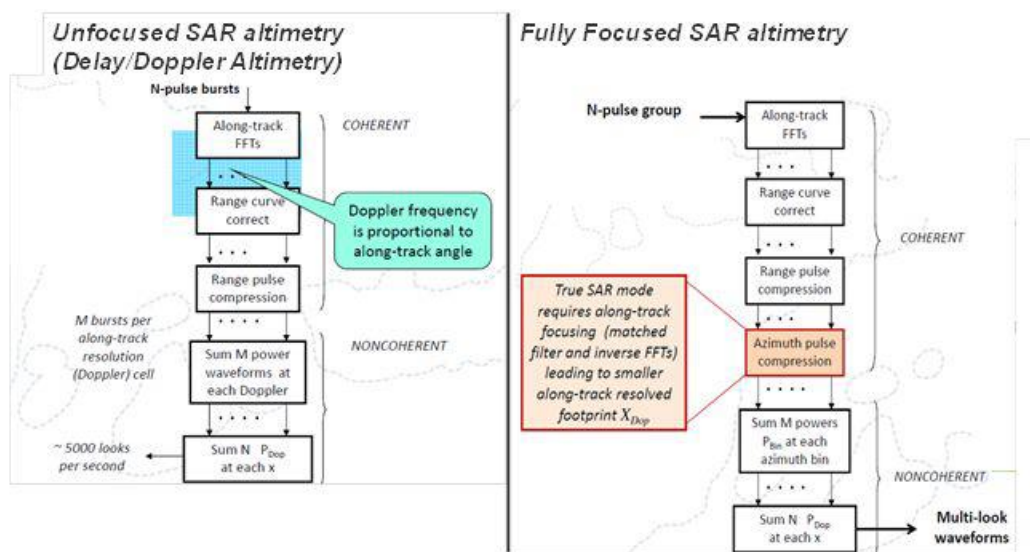 Unfocused SAR altimetry
(Delay/Doppler Altimetry)
N-pulse bursts
Along-track
FFTs
COHERENT
Range curve
correct
Doppler frequency
is proportional to
along-track angle
Range pulse
compression
M bursts per
along-track
resolution
(Doppler) cell
NONCOHERENT
Sum M power
waveforms at
each Doppler
~ 5000 looks
per second
Sum N P_Dop
at each x
Fully Focused SAR altimetry
N-pulse group
Along-track
FFTs
Range curve
correct
COHERENT
Range pulse
compression
True SAR mode
requires along-track
focusing (matched
filter and inverse FFTs)
leading to smaller
along-track resolved
footprint X_Dop
Azimuth pulse
compression
Sum M powers
P_Bin at each
azimuth bin
NONCOHERENT
Sum N P_Dop
at each x
Multi-look
waveforms